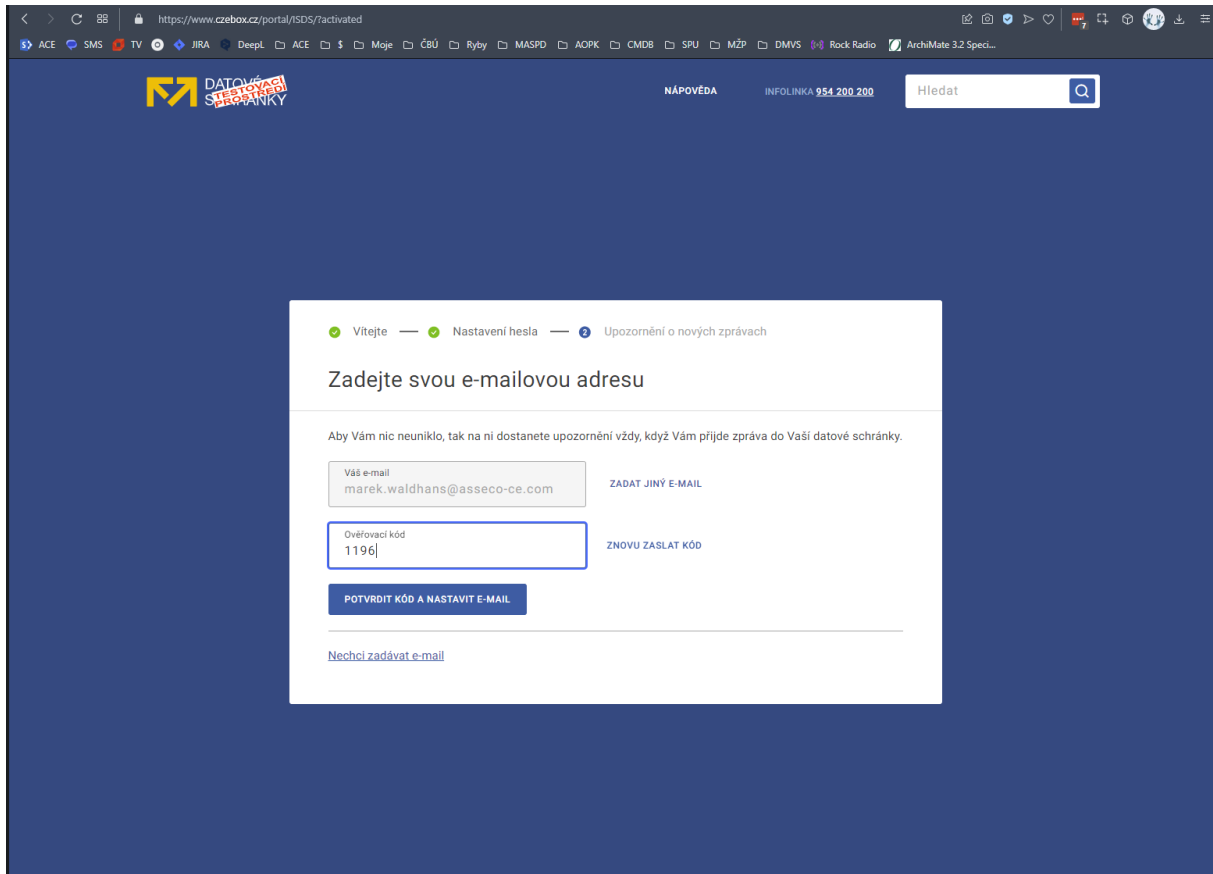 https://www.czebox.cz/portal/ISDS/?activated
7
ACE SMS TV JIRA DeepL ACE $ Moje ČBÚ Ryby MASPD AOPK CMDB SPU MŽP DMVS Rock Radio ArchiMate 3.2 Speci...
DATOVÉ
TESTOVACÍ
PROSTŘEDÍ
NÁPOVĚDA
INFOLINKA 954 200 200
Hledat
Vítejte — Nastavení hesla — 2 Upozornění o nových zprávach
Zadejte svou e-mailovou adresu
Aby Vám nic neuniklo, tak na ni dostanete upozornění vždy, když Vám přijde zpráva do Vaší datové schránky.
Váš e-mail
marek.waldhans@asseco-ce.com
ZADAT JINÝ E-MAIL
Ověřovací kód
1196
ZNOVU ZASLAT KÓD
POTVRDIT KÓD A NASTAVIT E-MAIL
Nechci zadávat e-mail